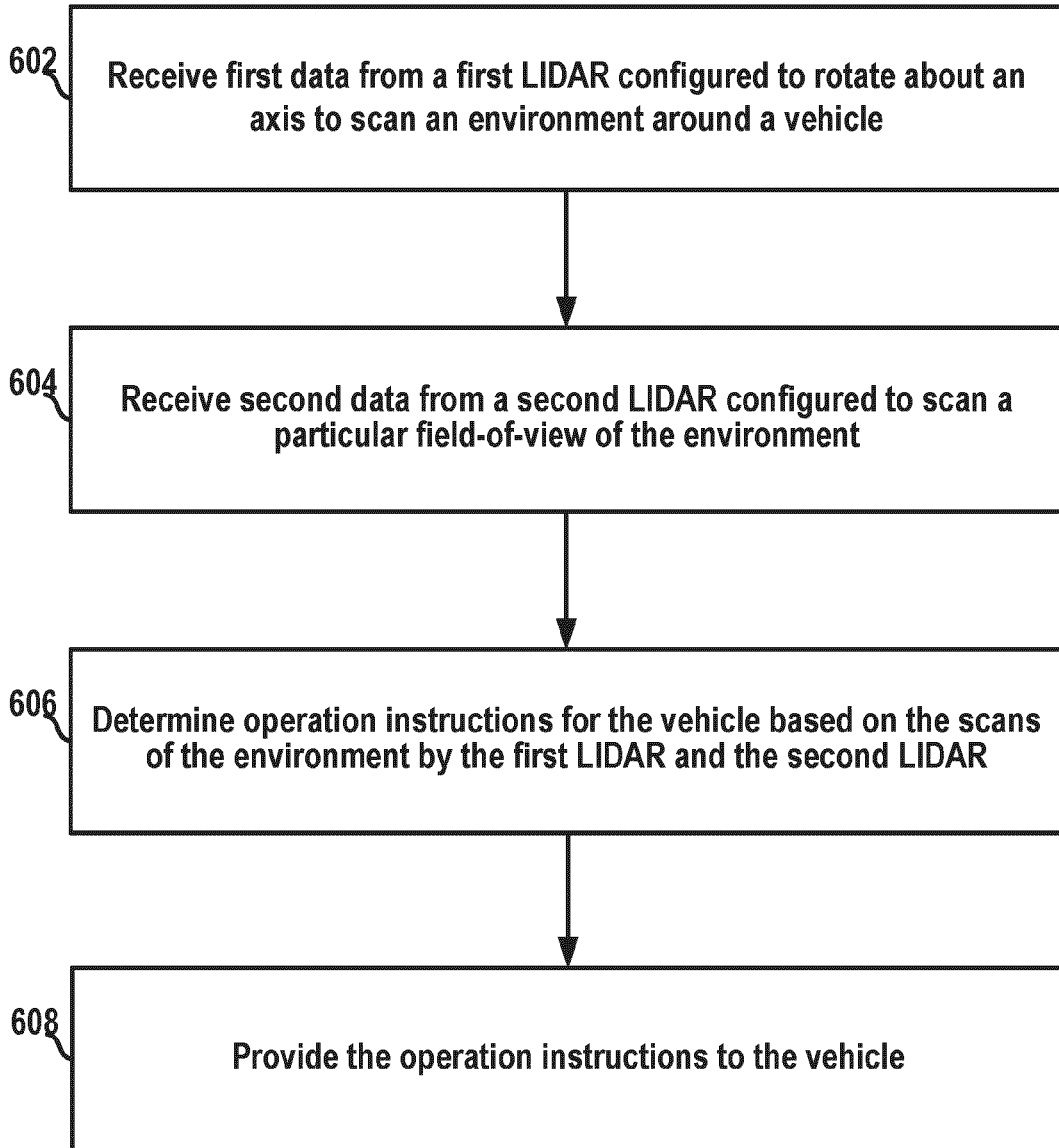 602
Receive first data from a first LIDAR configured to rotate about an
axis to scan an environment around a vehicle
604
Receive second data from a second LIDAR configured to scan a
particular field-of-view of the environment
606
Determine operation instructions for the vehicle based on the scans
of the environment by the first LIDAR and the second LIDAR
608
Provide the operation instructions to the vehicle